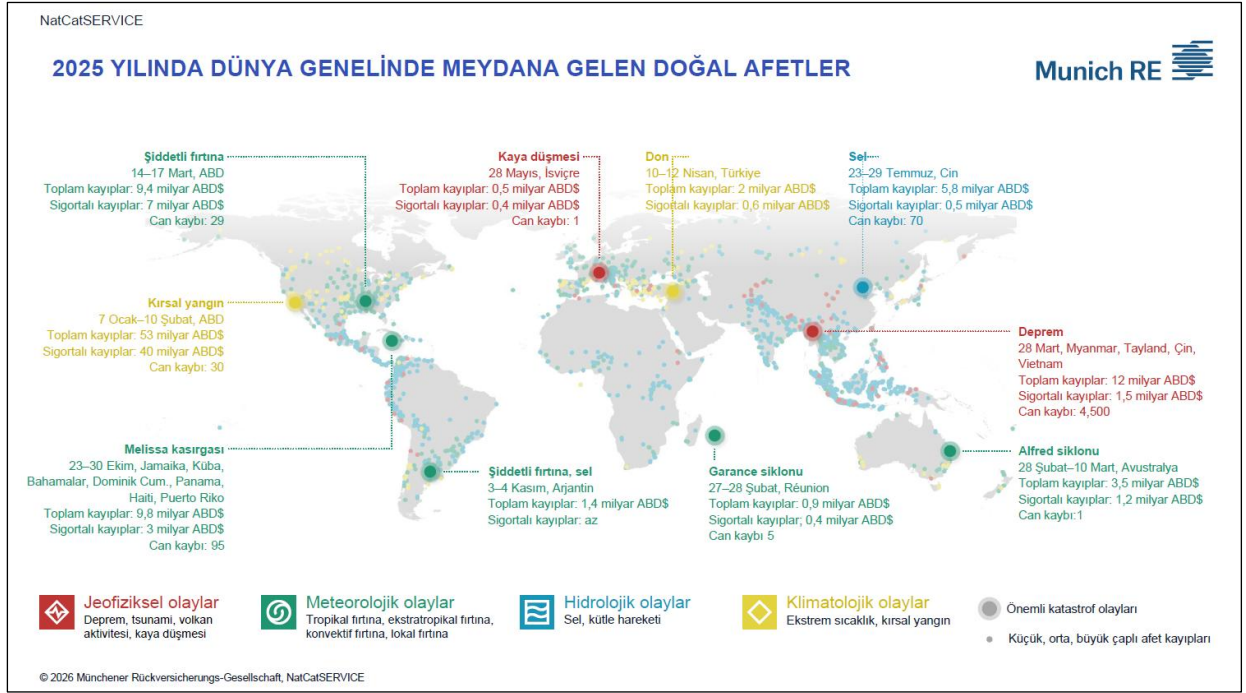 NatCatSERVICE
2025 YILINDA DÜNYA GENELİNDE MEYDANA GELEN DOĞAL AFETLER
Munich RE
Şiddetli fırtına
14–17 Mart, ABD
Toplam kayıplar: 9,4 milyar ABD$
Sigortalı kayıplar: 7 milyar ABD$
Can kaybı: 29
Kaya düşmesi
28 Mayıs, İsviçre
Toplam kayıplar: 0,5 milyar ABD$
Sigortalı kayıplar: 0,4 milyar ABD$
Can kaybı: 1
Don
10–12 Nisan, Türkiye
Toplam kayıplar: 2 milyar ABD$
Sigortalı kayıplar: 0,6 milyar ABD$
Sel
23–29 Temmuz, Cin
Toplam kayıplar: 5,8 milyar ABD$
Sigortalı kayıplar: 0,5 milyar ABD$
Can kaybı: 70
Kırsal yangın
7 Ocak–10 Şubat, ABD
Toplam kayıplar: 53 milyar ABD$
Sigortalı kayıplar: 40 milyar ABD$
Can kaybı: 30
Deprem
28 Mart, Myanmar, Tayland, Çin,
Vietnam
Toplam kayıplar: 12 milyar ABD$
Sigortalı kayıplar: 1,5 milyar ABD$
Can kaybı: 4,500
Melissa kasırgası
23–30 Ekim, Jamaika, Küba,
Bahamalar, Dominik Cum., Panama,
Haiti, Puerto Riko
Toplam kayıplar: 9,8 milyar ABD$
Sigortalı kayıplar: 3 milyar ABD$
Can kaybı: 95
Şiddetli fırtına, sel
3–4 Kasım, Arjantin
Toplam kayıplar: 1,4 milyar ABD$
Sigortalı kayıplar: az
Garance siklonu
27–28 Şubat, Réunion
Toplam kayıplar: 0,9 milyar ABD$
Sigortalı kayıplar; 0,4 milyar ABD$
Can kaybı 5
Alfred siklonu
28 Şubat–10 Mart, Avustralya
Toplam kayıplar: 3,5 milyar ABD$
Sigortalı kayıplar: 1,2 milyar ABD$
Can kaybı:1
Jeofiziksel olaylar
Deprem, tsunami, volkan
aktivitesi, kaya düşmesi
Meteorolojik olaylar
Tropikal fırtına, ekstratropikal fırtına,
konvektif fırtına, lokal fırtına
Hidrolojik olaylar
Sel, kütle hareketi
Klimatolojik olaylar
Ekstrem sıcaklık, kırsal yangın
Önemli katastrof olayları
Küçük, orta, büyük çaplı afet kayıpları
© 2026 Münchener Rückversicherungs-Gesellschaft, NatCatSERVICE